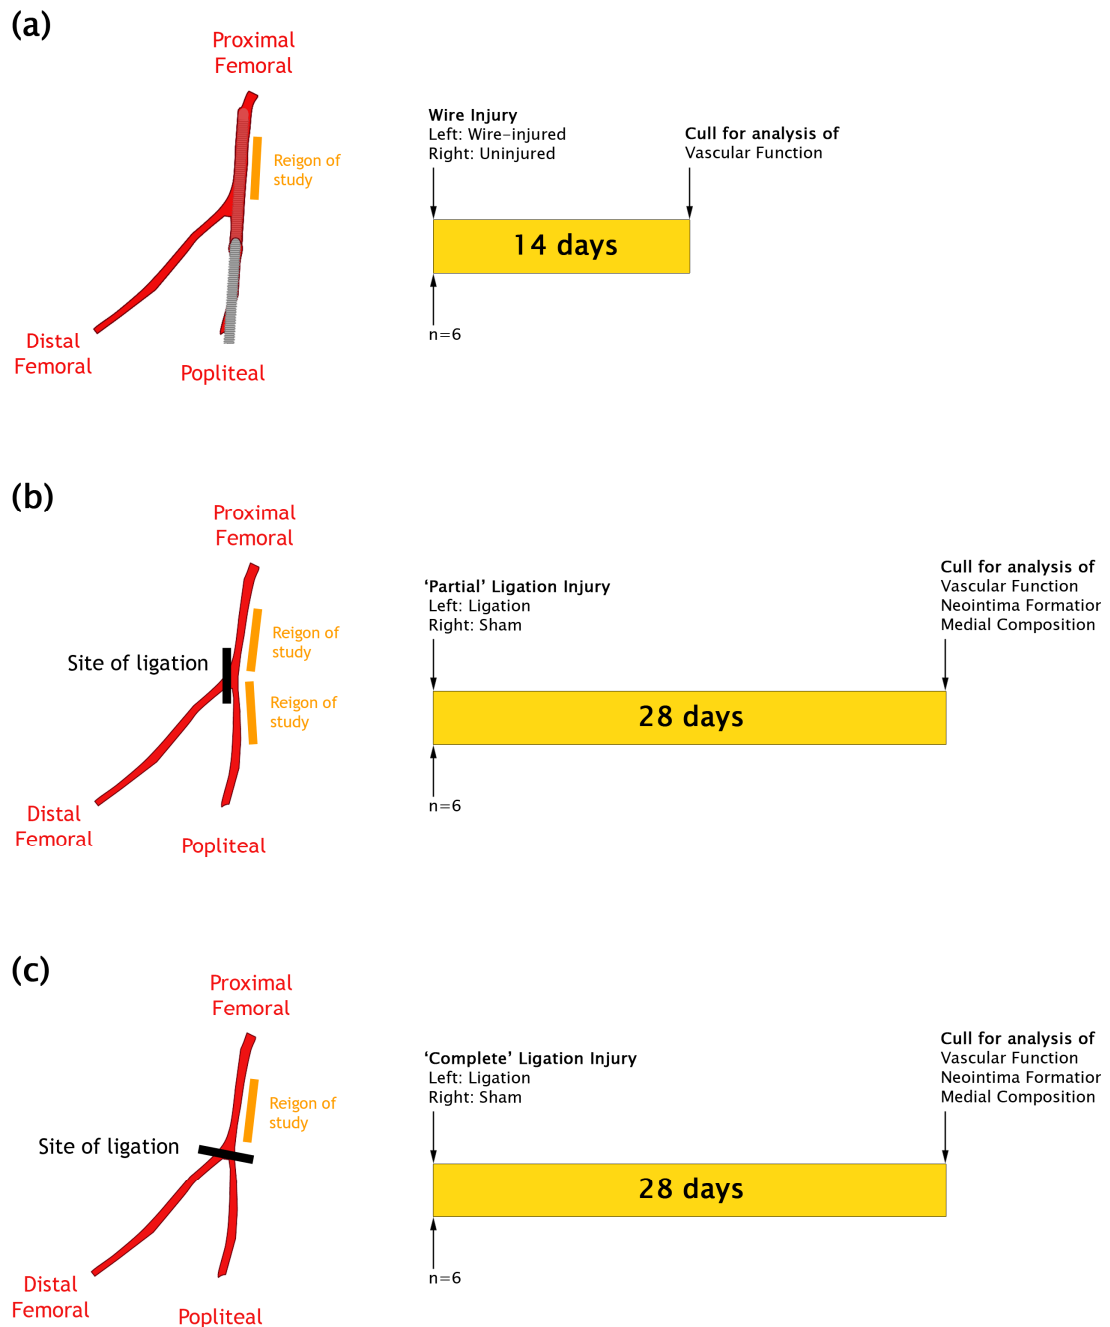 (a)
Proximal
Femoral
Reigon of
study
Distal
Femoral
Popliteal
Wire Injury
Left: Wire-injured
Right: Uninjured
Cull for analysis of
Vascular Function
14 days
n=6
(b)
Proximal
Femoral
Site of ligation
Reigon of
study
Reigon of
study
Distal
Femoral
Popliteal
‘Partial’ Ligation Injury
Left: Ligation
Right: Sham
Cull for analysis of
Vascular Function
Neointima Formation
Medial Composition
28 days
n=6
(c)
Proximal
Femoral
Reigon of
study
Site of ligation
Distal
Femoral
Popliteal
‘Complete’ Ligation Injury
Left: Ligation
Right: Sham
Cull for analysis of
Vascular Function
Neointima Formation
Medial Composition
28 days
n=6